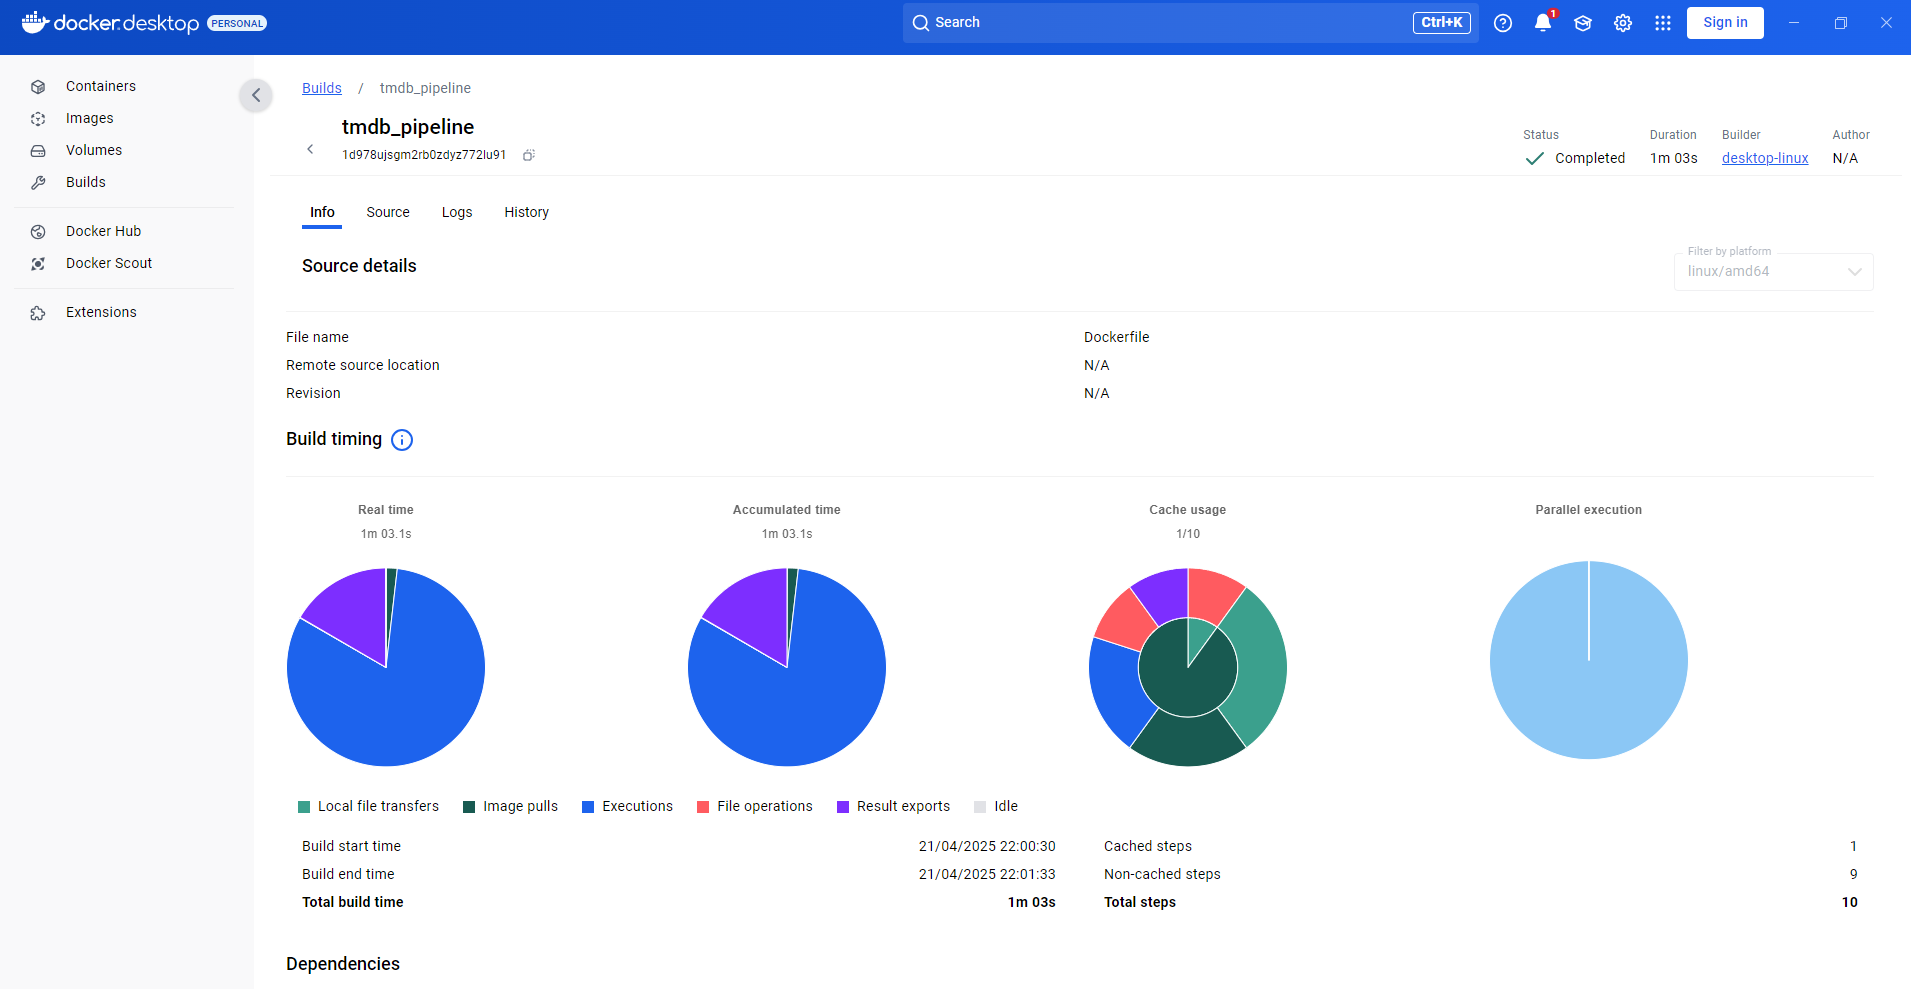 docker.desktop PERSONAL
Search
Ctrl+K
1
Sign in
Containers
Images
Volumes
Builds
Docker Hub
Docker Scout
Extensions
Builds / tmdb_pipeline
tmdb_pipeline
1d978ujsgm2rb0zdyz772lu91
Status
Completed
Duration
1m 03s
Builder
desktop-linux
Author
N/A
Info Source Logs History
Source details
Filter by platform
linux/amd64
File name Dockerfile
Remote source location N/A
Revision N/A
Build timing
Real time
1m 03.1s
Accumulated time
1m 03.1s
Cache usage
1/10
Parallel execution
Local file transfers Image pulls Executions File operations Result exports Idle
Build start time 21/04/2025 22:00:30
Build end time 21/04/2025 22:01:33
Total build time 1m 03s
Cached steps 1
Non-cached steps 9
Total steps 10
Dependencies